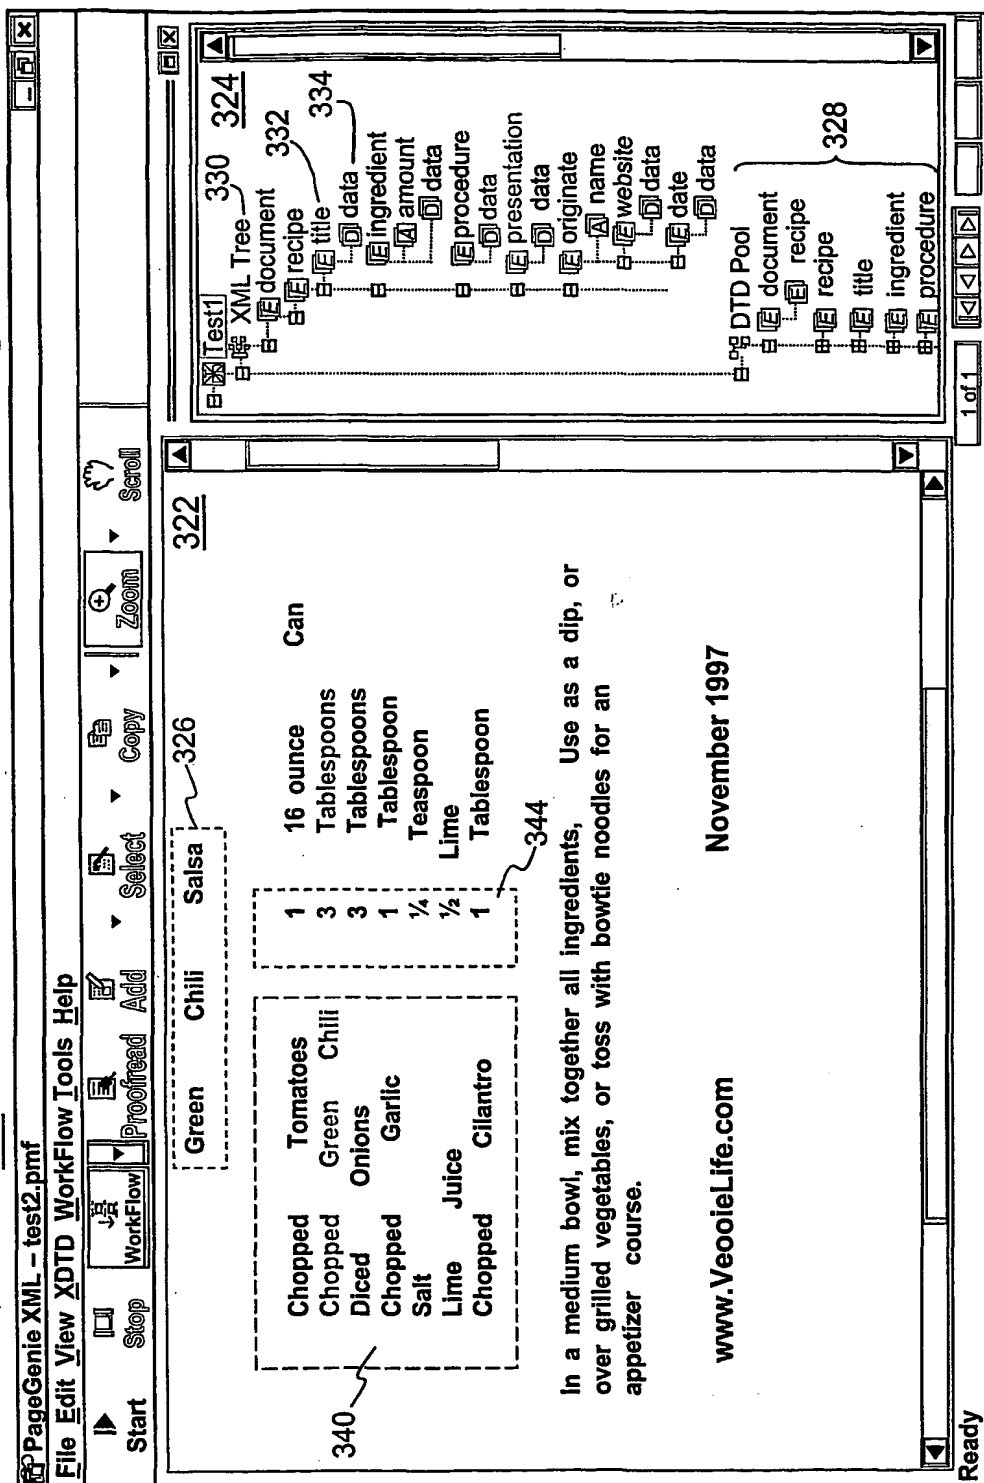 PageGenie XML – test2.pmf
File Edit View XDTD WorkFlow Tools Help
Start Stop WorkFlow Proofread Add Select Copy Zoom Scroll
322
326
Green Chili Salsa
340
Chopped Tomatoes 1 16 ounce Can
Chopped Green Chili 3 Tablespoons
Diced Onions 3 Tablespoons
Chopped Garlic 1 Tablespoon
Salt ¼ Teaspoon
Lime Juice ½ Lime
Chopped Cilantro 1 Tablespoon
344
In a medium bowl, mix together all ingredients, Use as a dip, or
over grilled vegetables, or toss with bowtie noodles for an
appetizer course.
www.VeooieLife.com November 1997
324
Test1
XML Tree 330
E document
E recipe
E title 332
D data 334
E ingredient
A amount
D data
E procedure
D data
E presentation
D data
E originate
A name
E website
D data
E date
D data
DTD Pool
E document
E recipe
E recipe
E title
E ingredient
E procedure
328
Ready
1 of 1